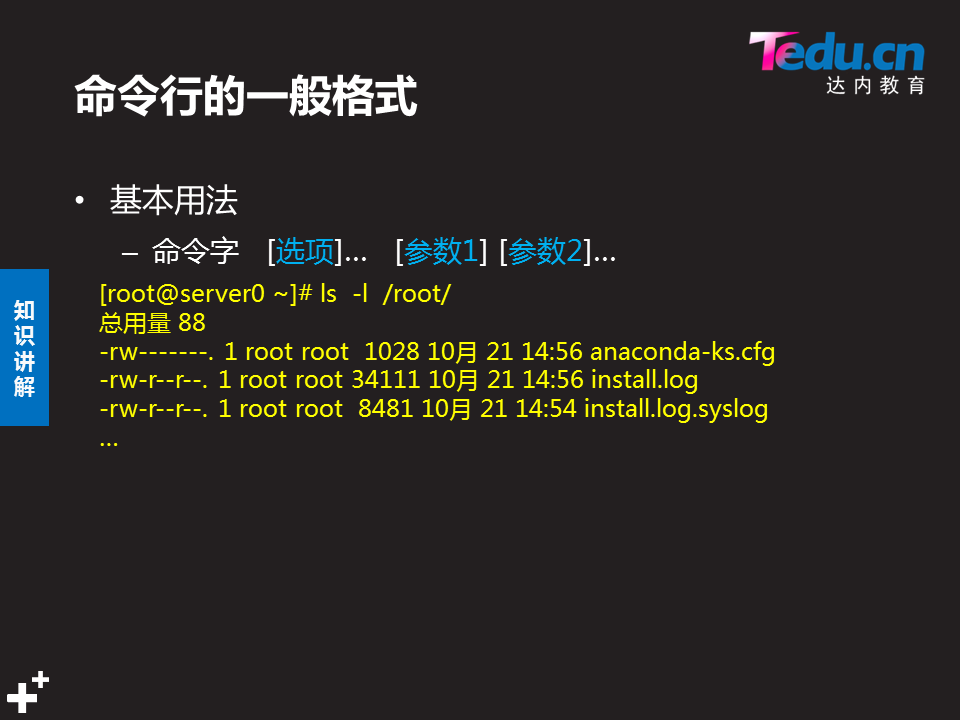 Tedu.cn
达内教育
命令行的一般格式
• 基本用法
– 命令字 [选项]… [参数1] [参数2]…
[root@server0 ~]# ls -l /root/
总用量 88
-rw-------. 1 root root 1028 10月 21 14:56 anaconda-ks.cfg
-rw-r--r--. 1 root root 34111 10月 21 14:56 install.log
-rw-r--r--. 1 root root 8481 10月 21 14:54 install.log.syslog
…
知
识
讲
解